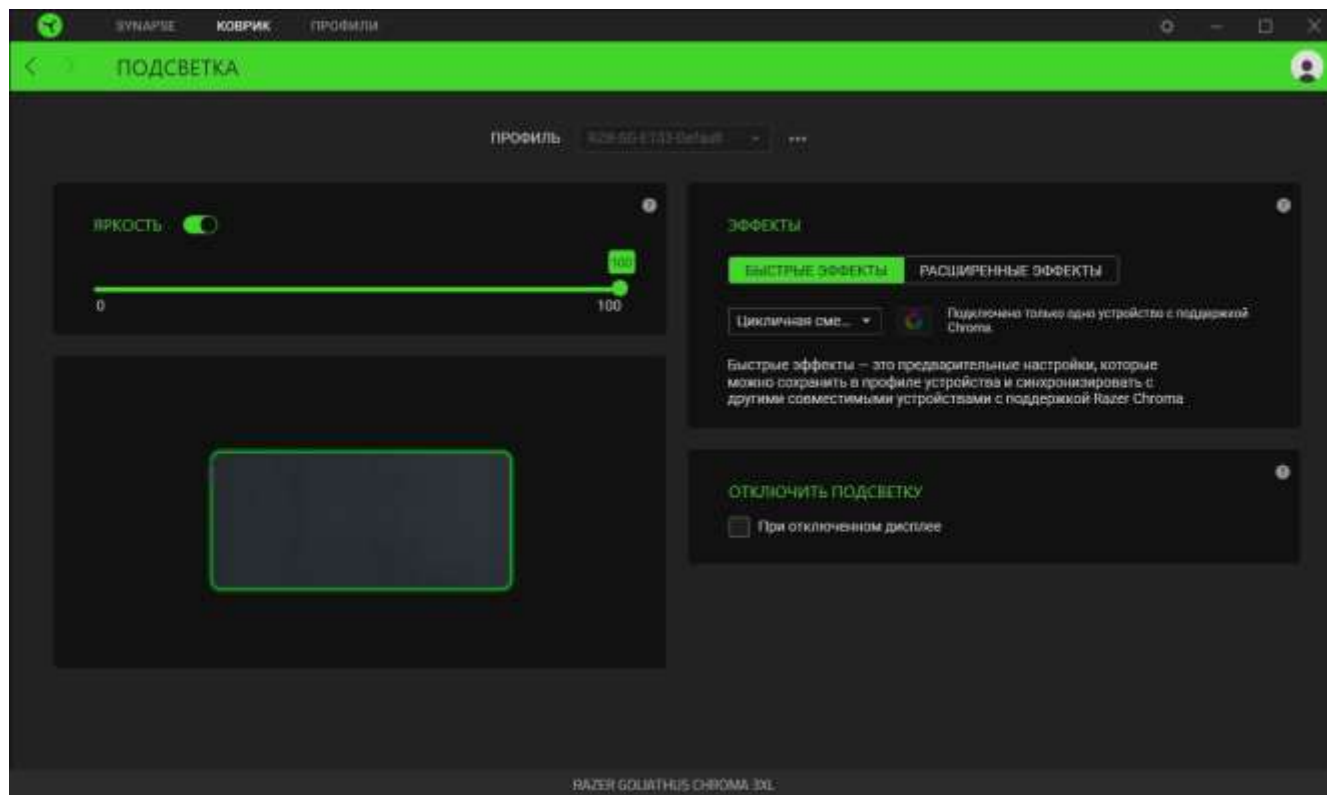 SYNAPSE КОВРИК ПРОФИЛИ
ПОДСВЕТКА
ПРОФИЛЬ
ЯРКОСТЬ
100
0 100
ЭФФЕКТЫ
БЫСТРЫЕ ЭФФЕКТЫ РАСШИРЕННЫЕ ЭФФЕКТЫ
Цикличная сме...
Подключено только одно устройство с поддержкой
Chroma.
Быстрые эффекты — это предварительные настройки, которые
можно сохранить в профиле устройства и синхронизировать с
другими совместимыми устройствами с поддержкой Razer Chroma
ОТКЛЮЧИТЬ ПОДСВЕТКУ
При отключенном дисплее
RAZER GOLIATHUS CHROMA 3XL